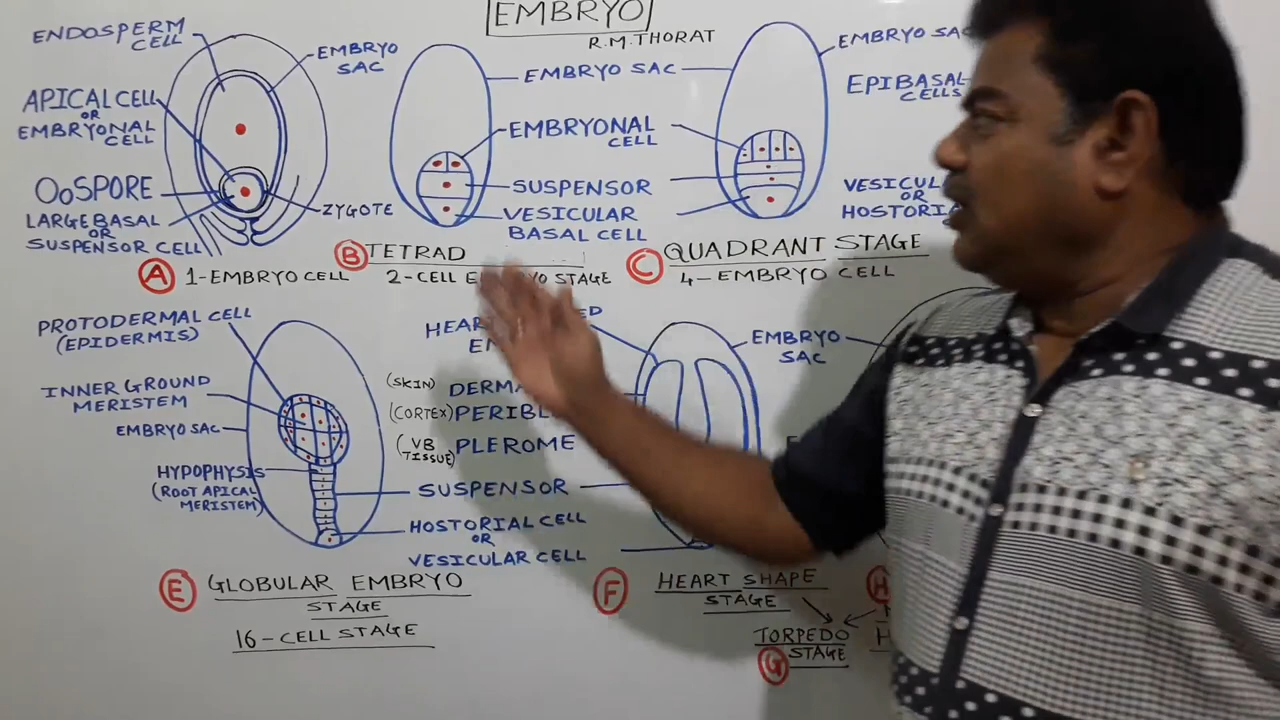 EMBRYO
R.M.THORAT
ENDOSPERM
CELL
EMBRYO
SAC
APICAL CELL
OR
EMBRYONAL
CELL
OoSPORE
LARGE BASAL
OR
SUSPENSOR CELL
ZYGOTE
A 1-EMBRYO CELL
EMBRYO SAC
EMBRYONAL
CELL
SUSPENSOR
VESICULAR
BASAL CELL
B TETRAD
2-CELL EMBRYO STAGE
EMBRYO
EPIBASAL
CELLS
C QUADRANT STAGE
4-EMBRYO CELL
PROTODERMAL CELL
(EPIDERMIS)
INNER GROUND
MERISTEM
EMBRYO SAC
HYPOPHYSIS
(ROOT APICAL
MERISTEM)
E GLOBULAR EMBRYO
STAGE
16-CELL STAGE
(SKIN)
(CORTEX)
(VB
TISSUE) PLEROME
SUSPENSOR
HOSTORIAL CELL
OR
VESICULAR CELL
EMBRYO
SAC
F HEART SHAPE
STAGE
TORPEDO
G STAGE